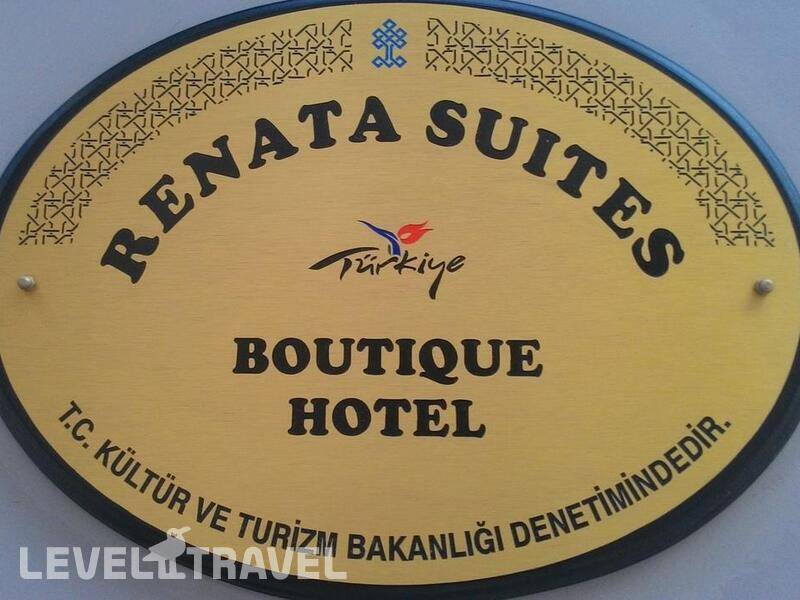 RENATA SUITES
Türkiye
BOUTIQUE
HOTEL
T.C. KÜLTÜR VE TURİZM BAKANLIĞI DENETİMİNDEDİR.
LEVEL TRAVEL